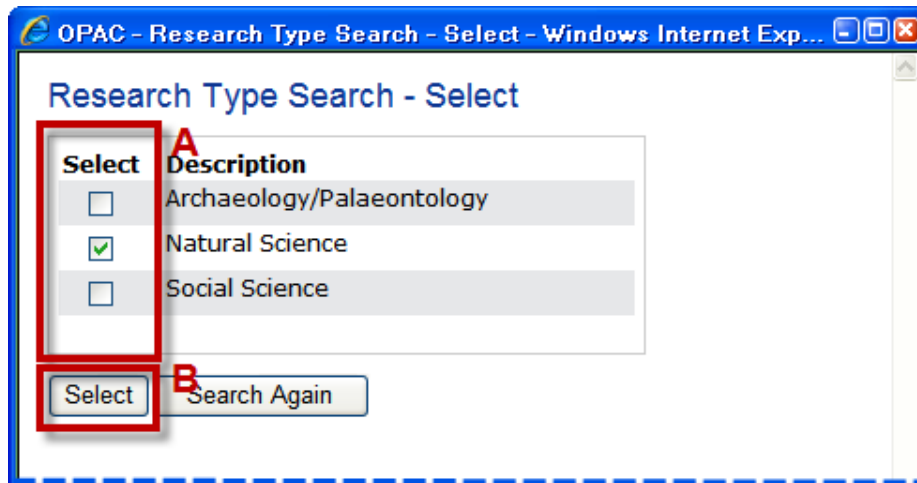 OPAC - Research Type Search - Select - Windows Internet Exp...
Research Type Search - Select
A
Select Description
Archaeology/Palaeontology
Natural Science
Social Science
B
Select Search Again